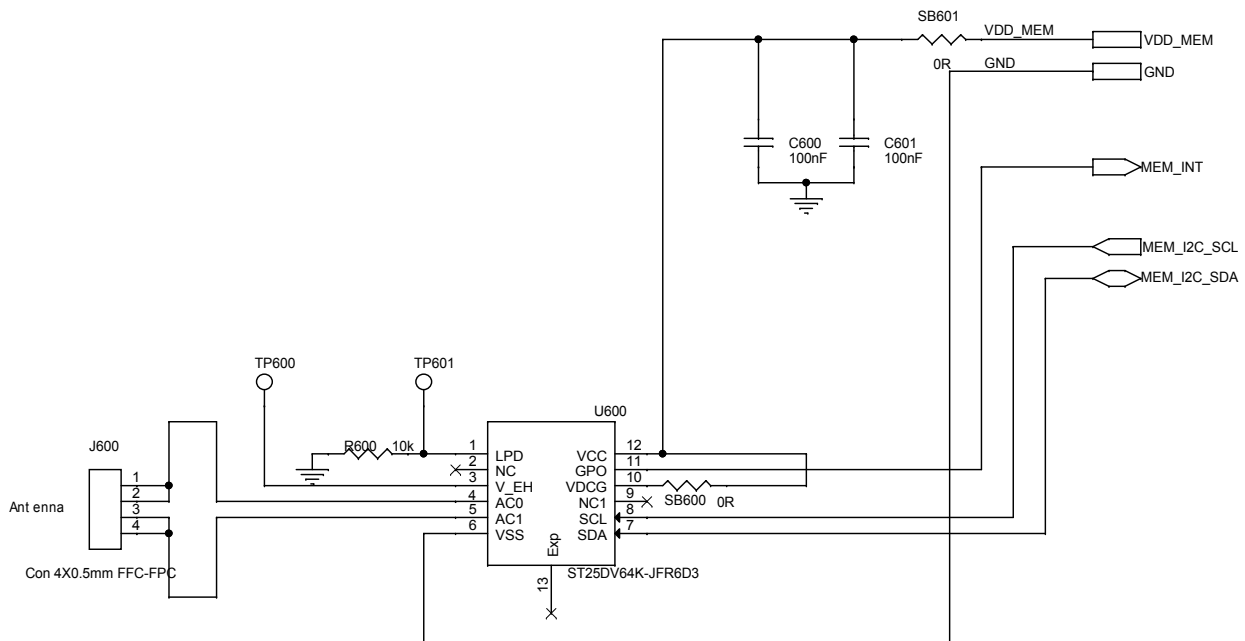 SB601
VDD_MEM
VDD_MEM
0R
GND
GND
C600
100nF
C601
100nF
MEM_INT
MEM_I2C_SCL
MEM_I2C_SDA
TP600
TP601
U600
J600
R600 10k
1 LPD
2 NC
3 V_EH
4 AC0
5 AC1
6 VSS
VCC 12
GPO 11
VDCG 10
NC1 9
SCL 8
SDA 7
SB600
0R
1
2
3
4
Ant enna
Exp
13
Con 4X0.5mm FFC-FPC
ST25DV64K-JFR6D3